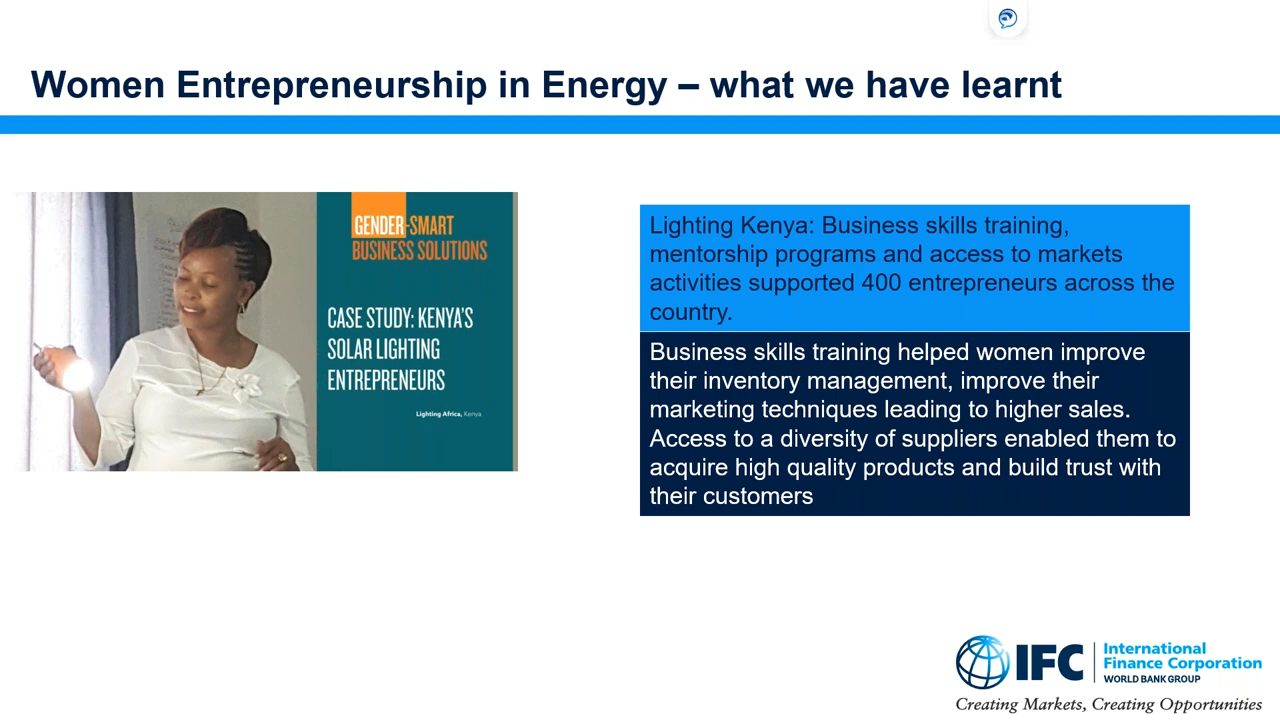 Women Entrepreneurship in Energy – what we have learnt
GENDER-SMART
BUSINESS SOLUTIONS
CASE STUDY: KENYA'S
SOLAR LIGHTING
ENTREPRENEURS
Lighting Africa, Kenya
Lighting Kenya: Business skills training,
mentorship programs and access to markets
activities supported 400 entrepreneurs across the
country.
Business skills training helped women improve
their inventory management, improve their
marketing techniques leading to higher sales.
Access to a diversity of suppliers enabled them to
acquire high quality products and build trust with
their customers
IFC
International
Finance Corporation
WORLD BANK GROUP
Creating Markets, Creating Opportunities